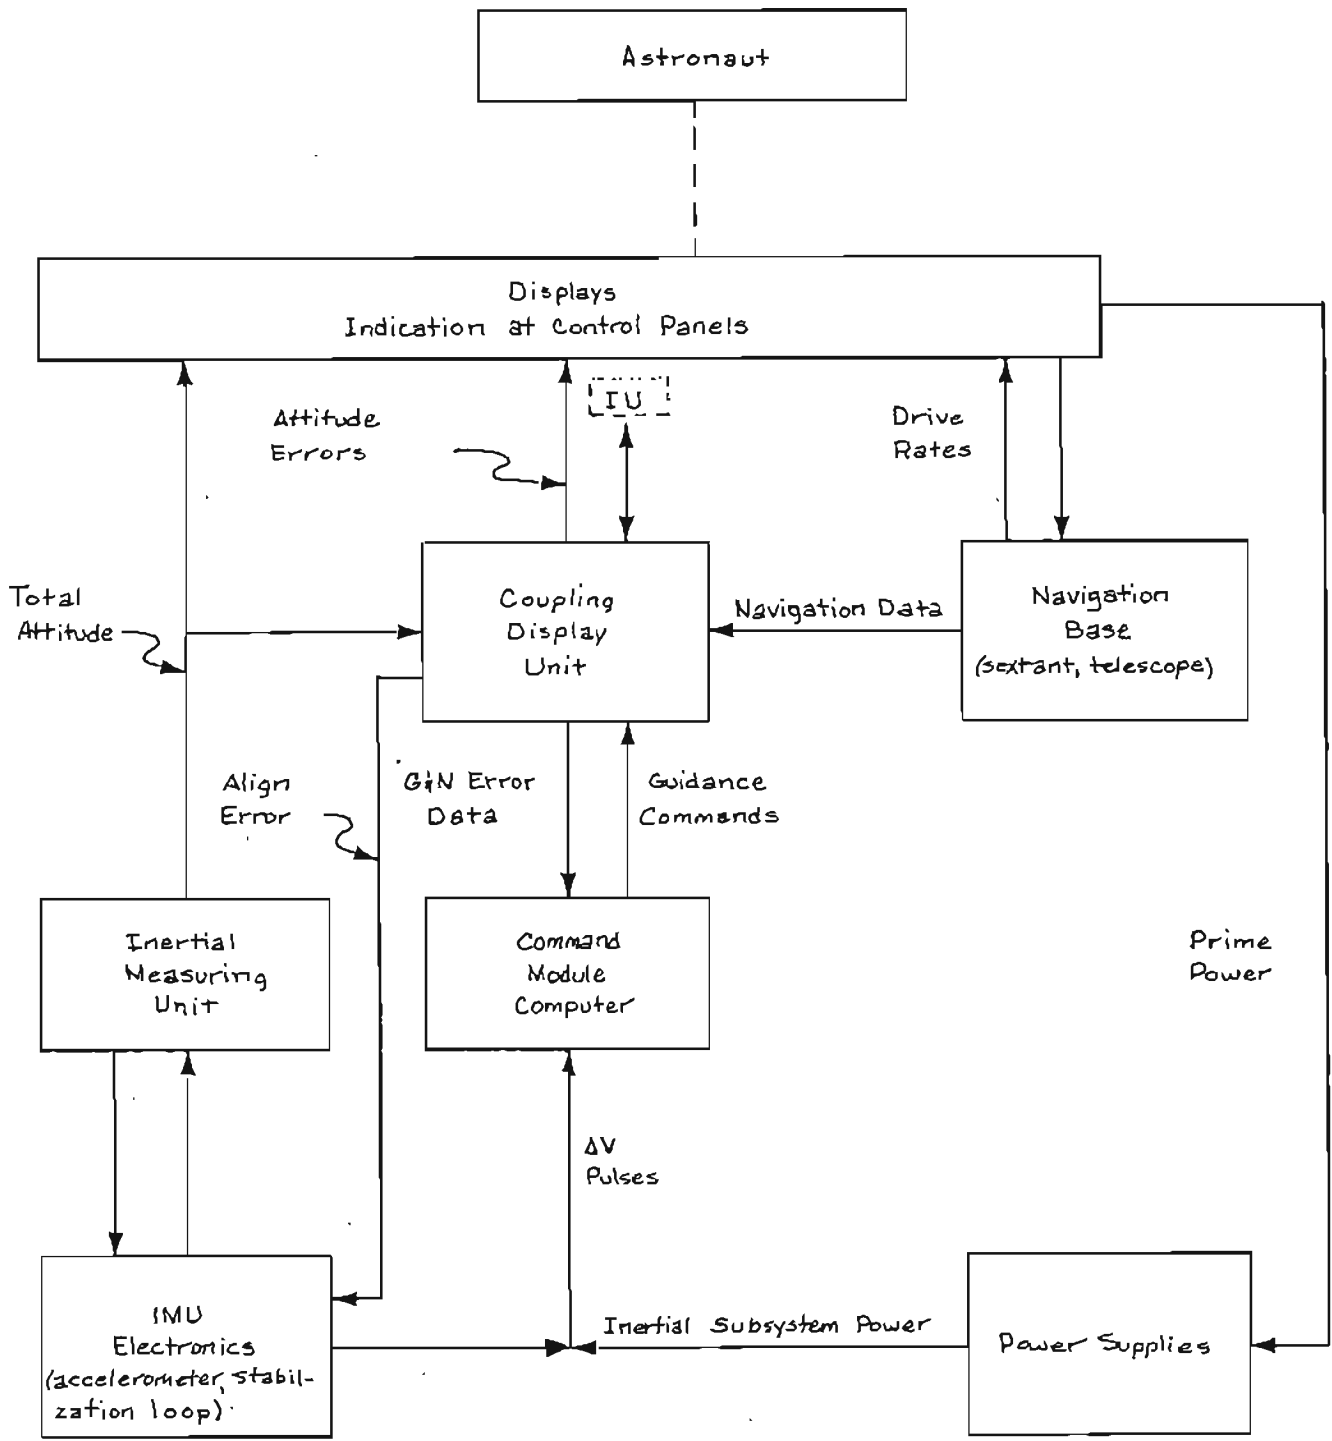 Astronaut
Displays
Indication at Control Panels
Attitude
Errors
IU
Drive
Rates
Total
Attitude
Coupling
Display
Unit
Navigation Data
Navigation
Base
(sextant, telescope)
Align
Error
G&N Error
Data
Guidance
Commands
Inertial
Measuring
Unit
Command
Module
Computer
Prime
Power
ΔV
Pulses
IMU
Electronics
(accelerometer, stabil-
zation loop)
Inertial Subsystem Power
Power Supplies